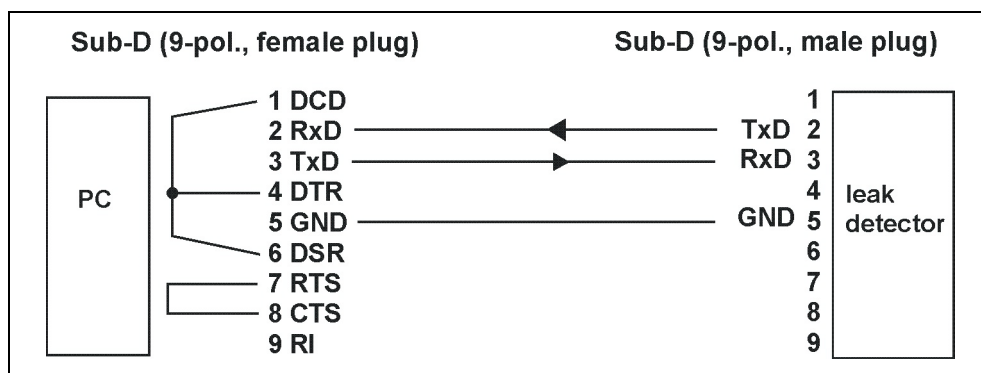 Sub-D (9-pol., female plug) Sub-D (9-pol., male plug)
1 DCD 1
2 RxD TxD 2
3 TxD RxD 3
PC 4 DTR 4 leak
5 GND GND 5 detector
6 DSR 6
7 RTS 7
8 CTS 8
9 RI 9